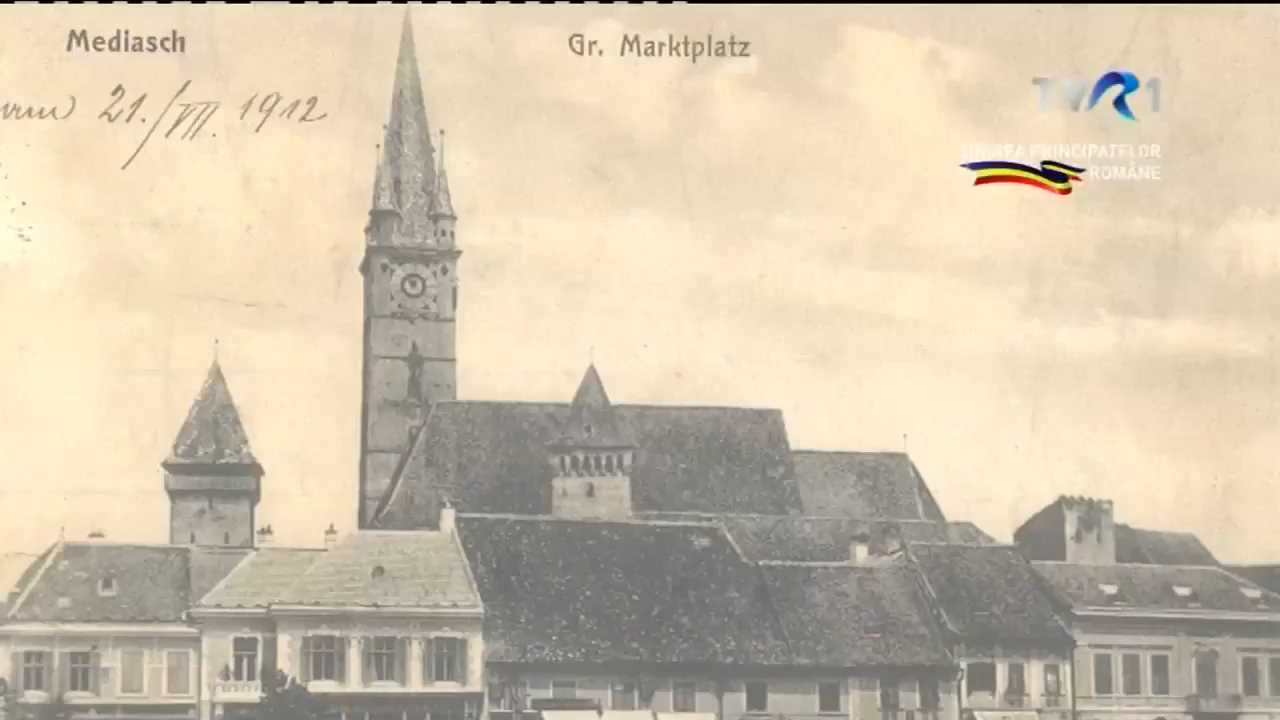 Mediasch
Gr. Marktplatz
21./VII. 1912
TVR1
UNIREA PRINCIPATELOR
ROMÂNE